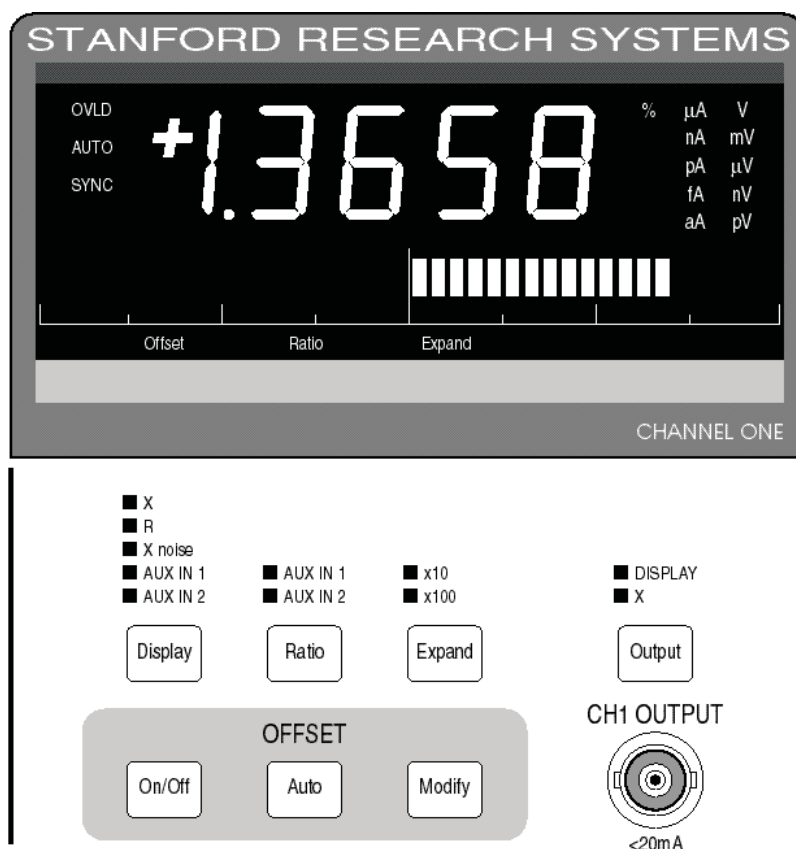 STANFORD RESEARCH SYSTEMS
OVLD
AUTO
SYNC
+1.3658
% µA V
nA mV
pA µV
fA nV
aA pV
Offset Ratio Expand
CHANNEL ONE
X
R
X noise
AUX IN 1 AUX IN 1 x10 DISPLAY
AUX IN 2 AUX IN 2 x100 X
Display Ratio Expand Output
OFFSET
CH1 OUTPUT
On/Off Auto Modify
<20mA